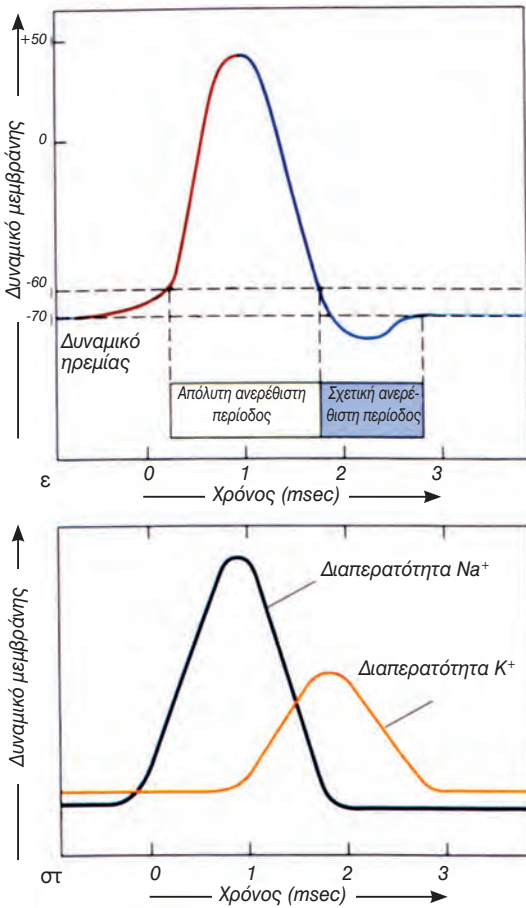 +50
0
-60
-70
Δυναμικό μεμβράνης
Δυναμικό
ηρεμίας
Απόλυτη ανερέθιστη
περίοδος
Σχετική ανερέ-
θιστη περίοδος
0 1 2 3
ε
Χρόνος (msec)
Δυναμικό μεμβράνης
Διαπερατότητα Na⁺
Διαπερατότητα K⁺
0 1 2 3
στ
Χρόνος (msec)